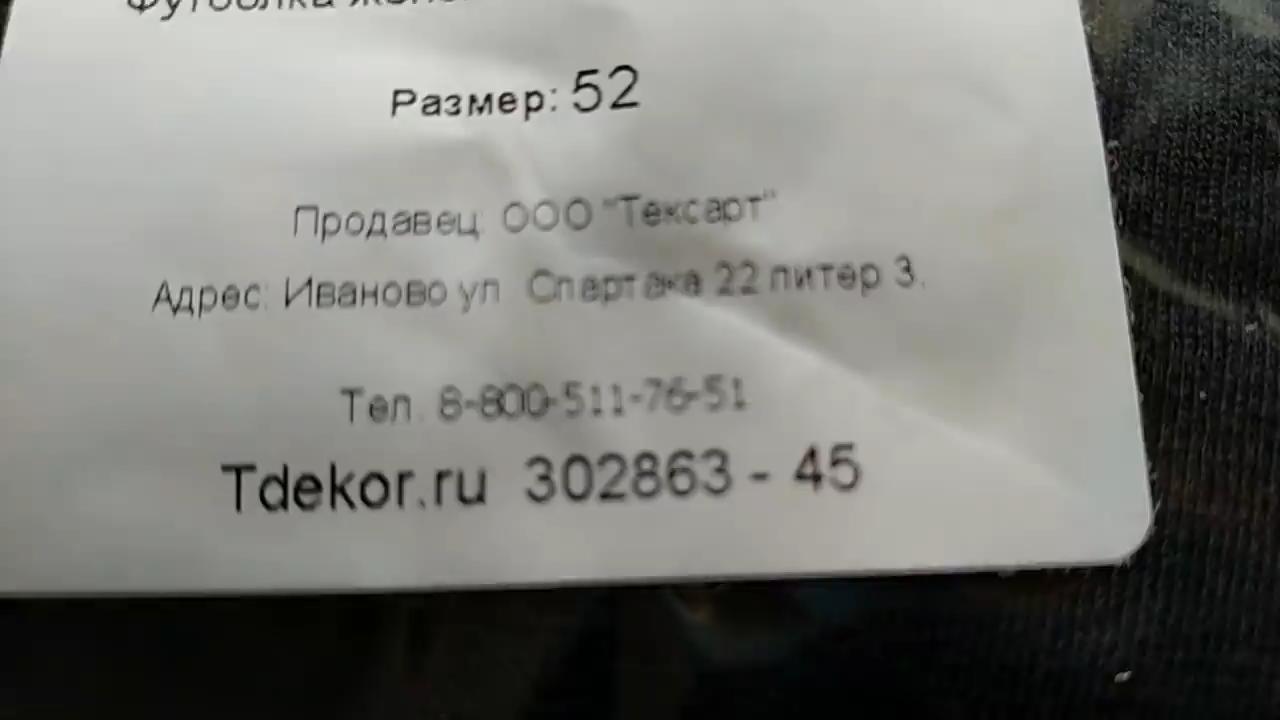 Футболка
Размер: 52
Продавец: ООО "Тексарт"
Адрес: Иваново ул. Спартака 22 литер 3.
Тел. 8-800-511-76-51
Tdekor.ru 302863 - 45